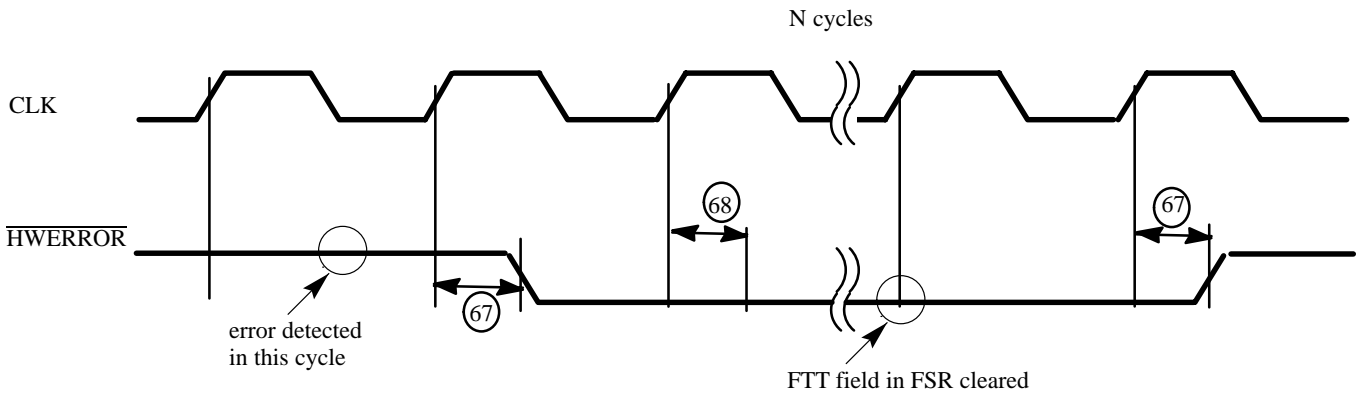 N cycles
CLK
HWERROR
68
67
67
error detected
in this cycle
FTT field in FSR cleared